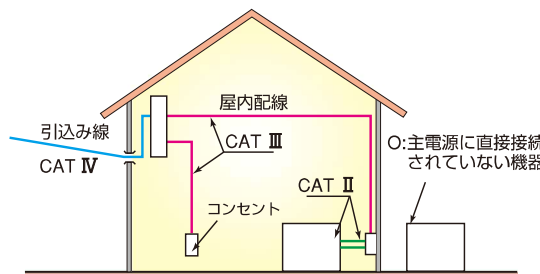 屋内配線
引込み線
CAT Ⅳ
CAT Ⅲ
O:主電源に直接接続
されていない機器
CAT Ⅱ
コンセント